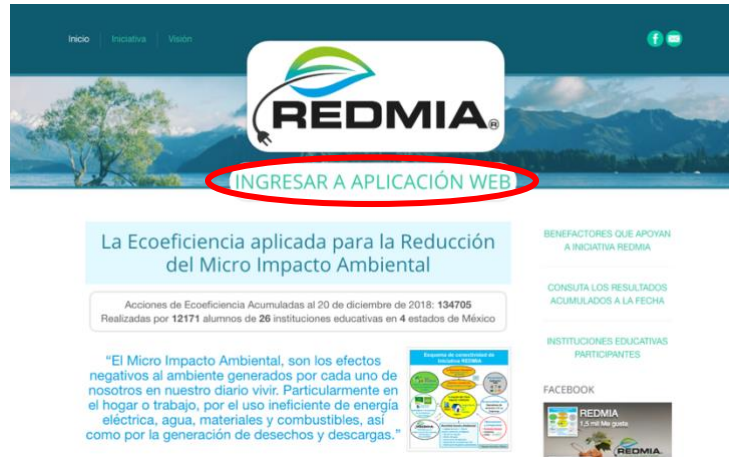 Inicio
Iniciativa
Visión
REDMIA®
INGRESAR A APLICACIÓN WEB
La Ecoeficiencia aplicada para la Reducción
del Micro Impacto Ambiental
Acciones de Ecoeficiencia Acumuladas al 20 de diciembre de 2018: 134705
Realizadas por 12171 alumnos de 26 instituciones educativas en 4 estados de México
“El Micro Impacto Ambiental, son los efectos
negativos al ambiente generados por cada uno de
nosotros en nuestro diario vivir. Particularmente en
el hogar o trabajo, por el uso ineficiente de energía
eléctrica, agua, materiales y combustibles, así
como por la generación de desechos y descargas.”
Esquema de conectividad de
Iniciativa REDMIA
BENEFACTORES QUE APOYAN
A INICIATIVA REDMIA
CONSUTA LOS RESULTADOS
ACUMULADOS A LA FECHA
INSTITUCIONES EDUCATIVAS
PARTICIPANTES
FACEBOOK
REDMIA
1,5 mil Me gusta
REDMIA